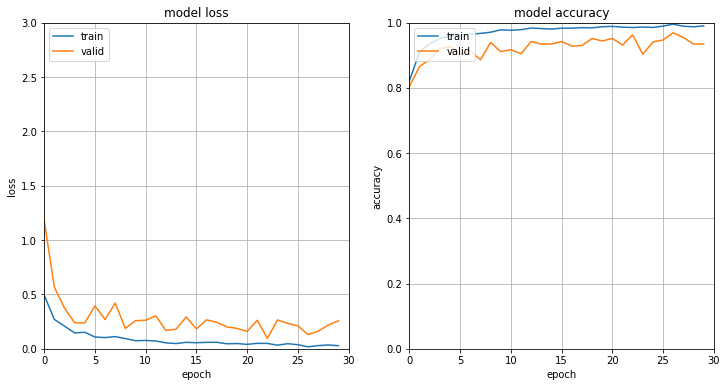 model loss
train
valid
3.0
2.5
2.0
1.5
1.0
0.5
0.0
loss
0 5 10 15 20 25 30
epoch
model accuracy
train
valid
1.0
0.8
0.6
0.4
0.2
0.0
accuracy
0 5 10 15 20 25 30
epoch